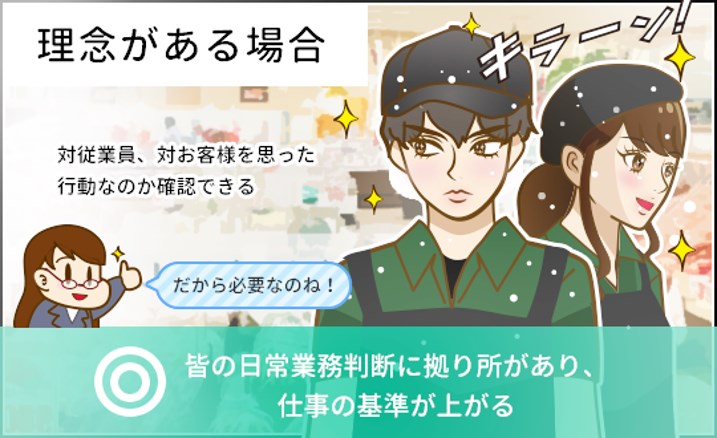 理念がある場合
キラーン!
対従業員、対お客様を思った
行動なのか確認できる
だから必要なのね！
皆の日常業務判断に拠り所があり、
仕事の基準が上がる